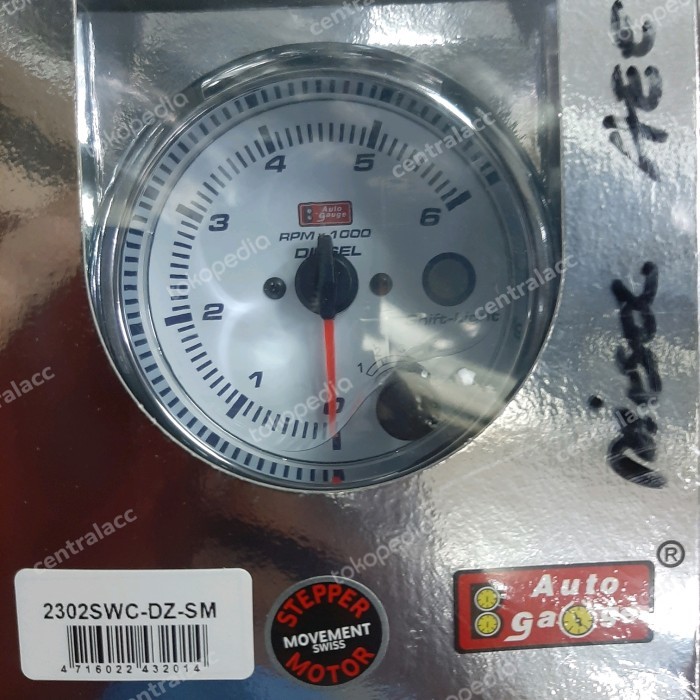 4
5
3
6
Auto
Gauge
RPM x 1000
DIESEL
2
Shift-Light
1
1
0
2302SWC-DZ-SM
4 716022 432014
STEPPER
MOVEMENT
SWISS
MOTOR
Auto
gauge
®
tokopedia
centralacc